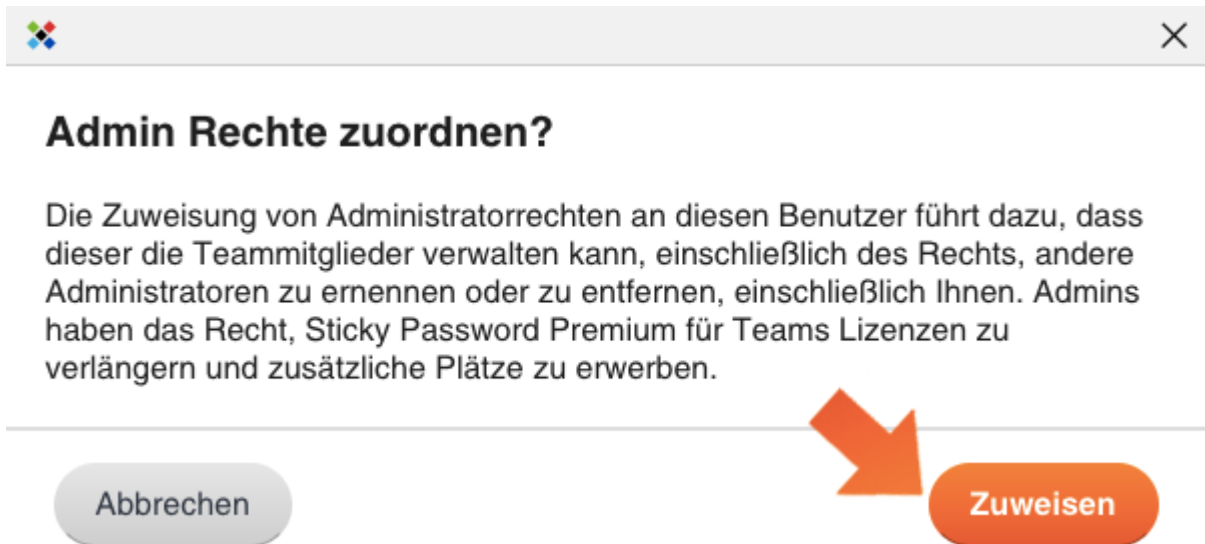 Admin Rechte zuordnen?
Die Zuweisung von Administratorrechten an diesen Benutzer führt dazu, dass
dieser die Teammitglieder verwalten kann, einschließlich des Rechts, andere
Administratoren zu ernennen oder zu entfernen, einschließlich Ihnen. Admins
haben das Recht, Sticky Password Premium für Teams Lizenzen zu
verlängern und zusätzliche Plätze zu erwerben.
Abbrechen
Zuweisen